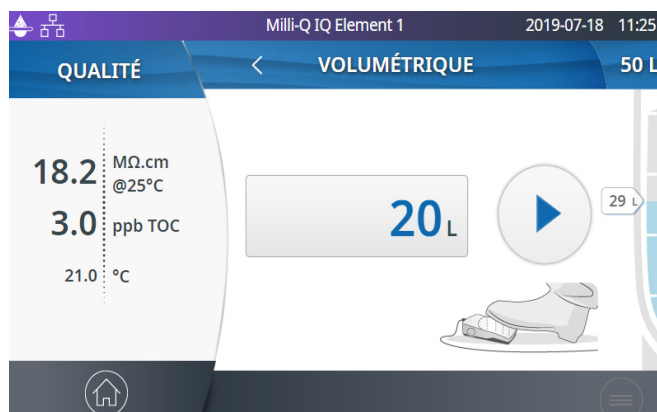 Milli-Q IQ Element 1 2019-07-18 11:25
QUALITÉ
VOLUMÉTRIQUE
50 L
18.2 MΩ.cm @25°C
3.0 ppb TOC
21.0 °C
20 L
29 L